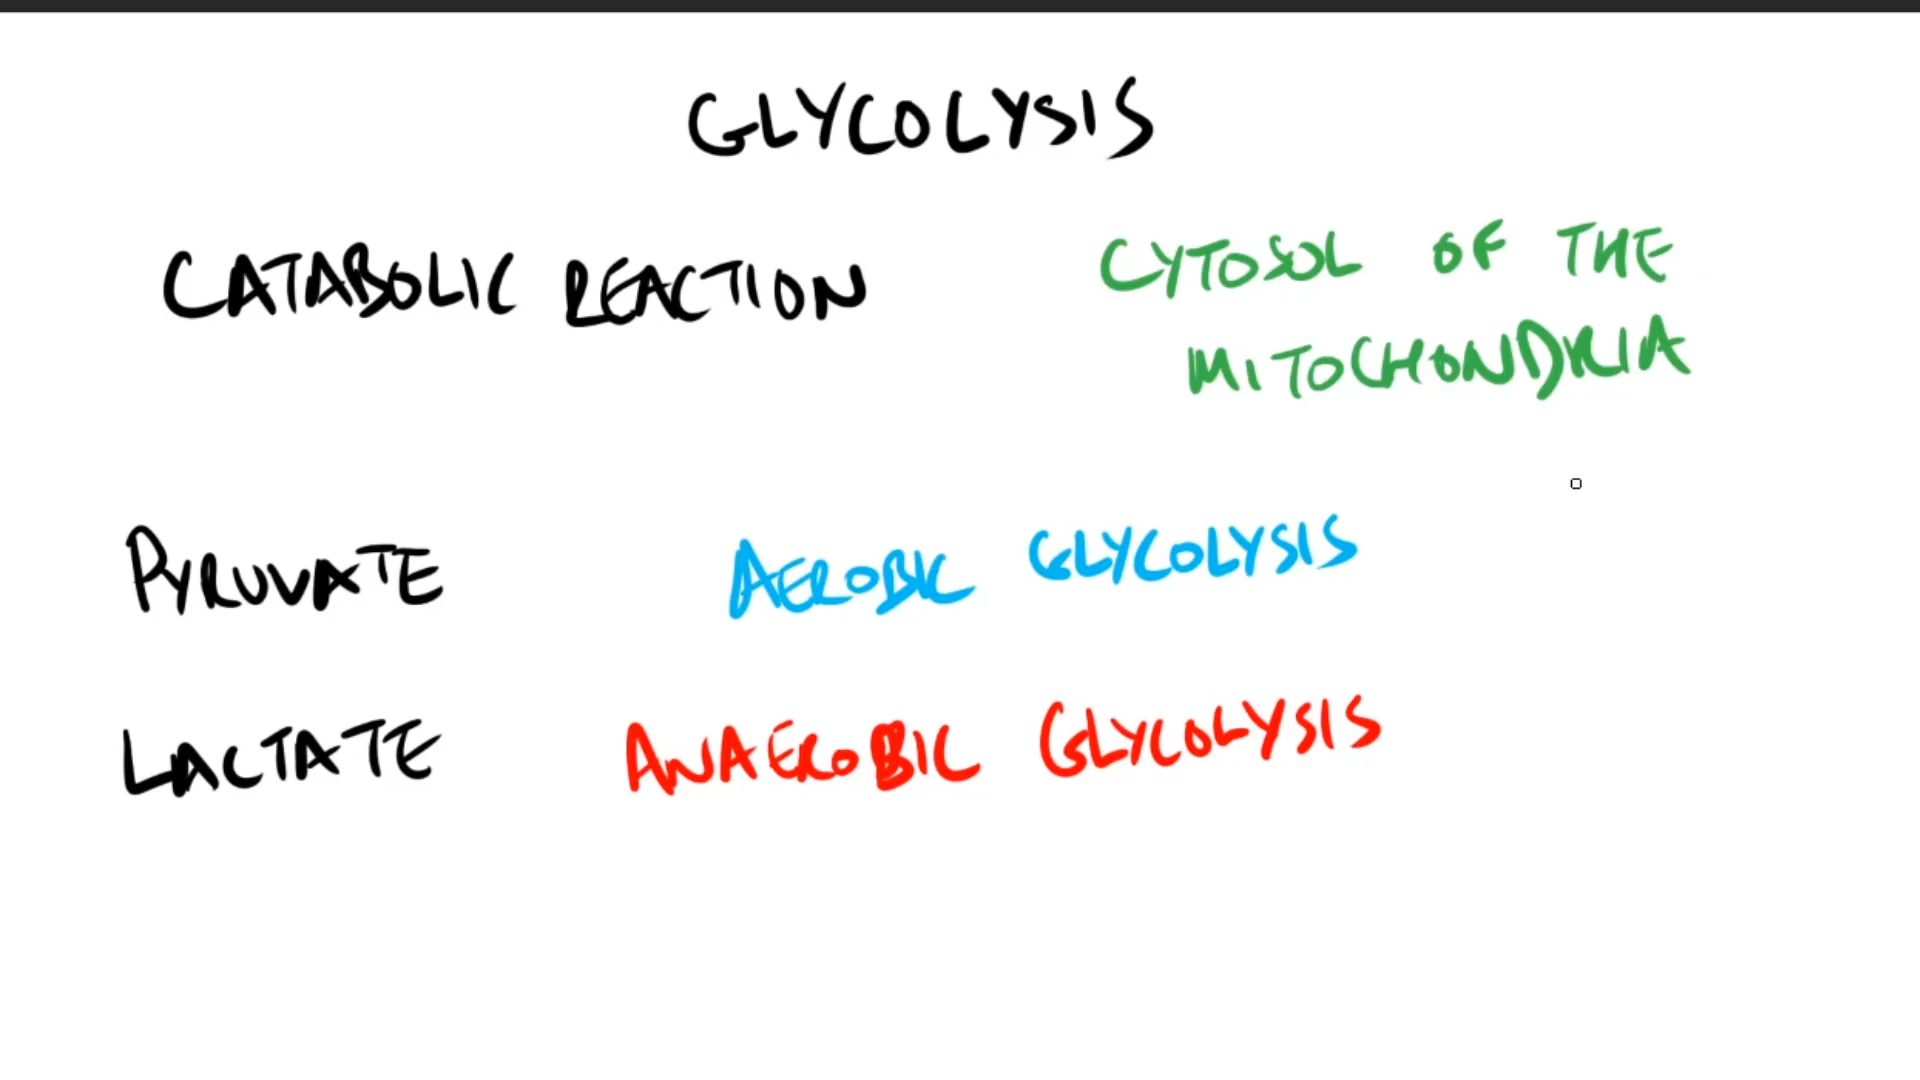 GLYCOLYSIS
CATABOLIC REACTION
CYTOSOL OF THE
MITOCHONDRIA
PYRUVATE
AEROBIC GLYCOLYSIS
LACTATE
ANAEROBIC GLYCOLYSIS